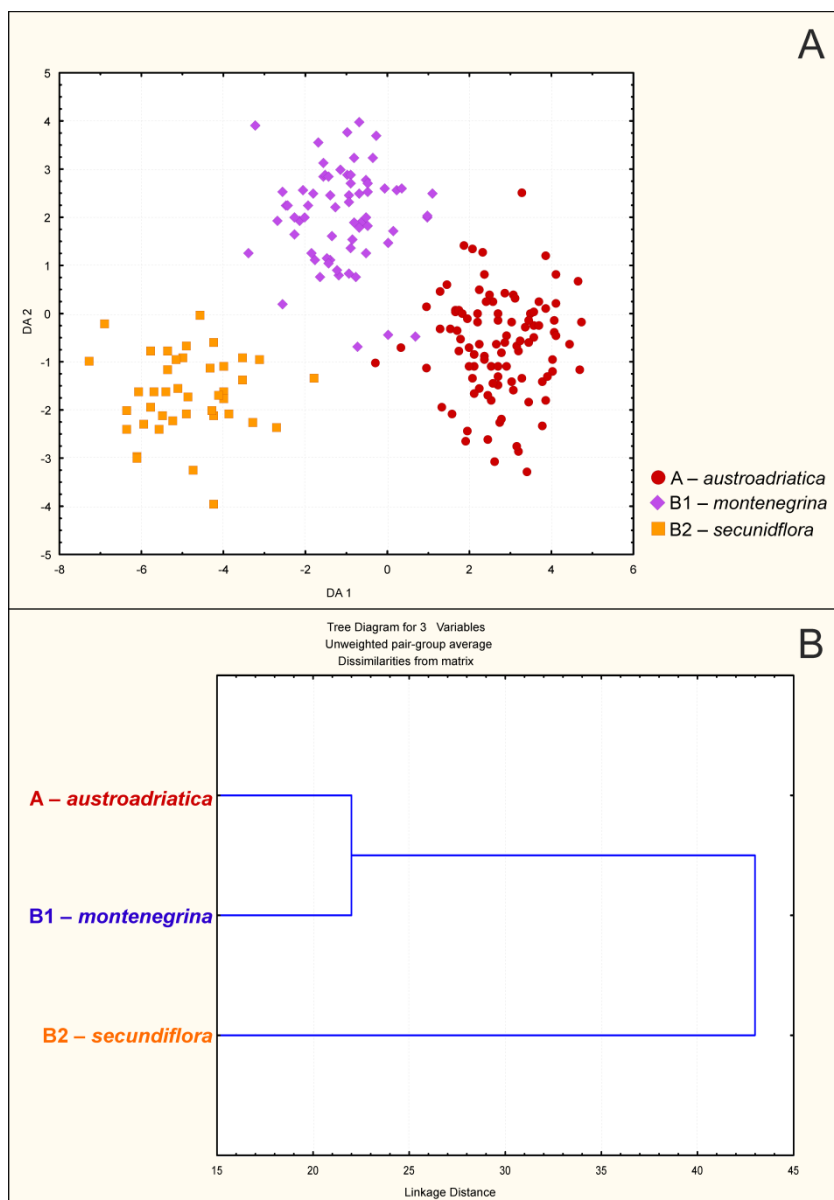 A
5
4
3
2
1
0
-1
-2
-3
-4
-5
DA 2
-8
-6
-4
-2
0
2
4
6
DA 1
A – austroadriatica
B1 – montenegrina
B2 – secunidflora
B
Tree Diagram for 3 Variables
Unweighted pair-group average
Dissimilarities from matrix
A – austroadriatica
B1 – montenegrina
B2 – secundiflora
15
20
25
30
35
40
45
Linkage Distance